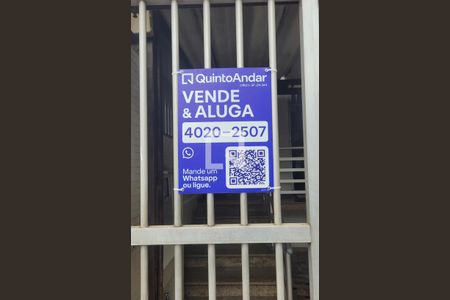 QuintoAndar
VENDE
& ALUGA
4020-2507
Mande um
Whatsapp
ou ligue.